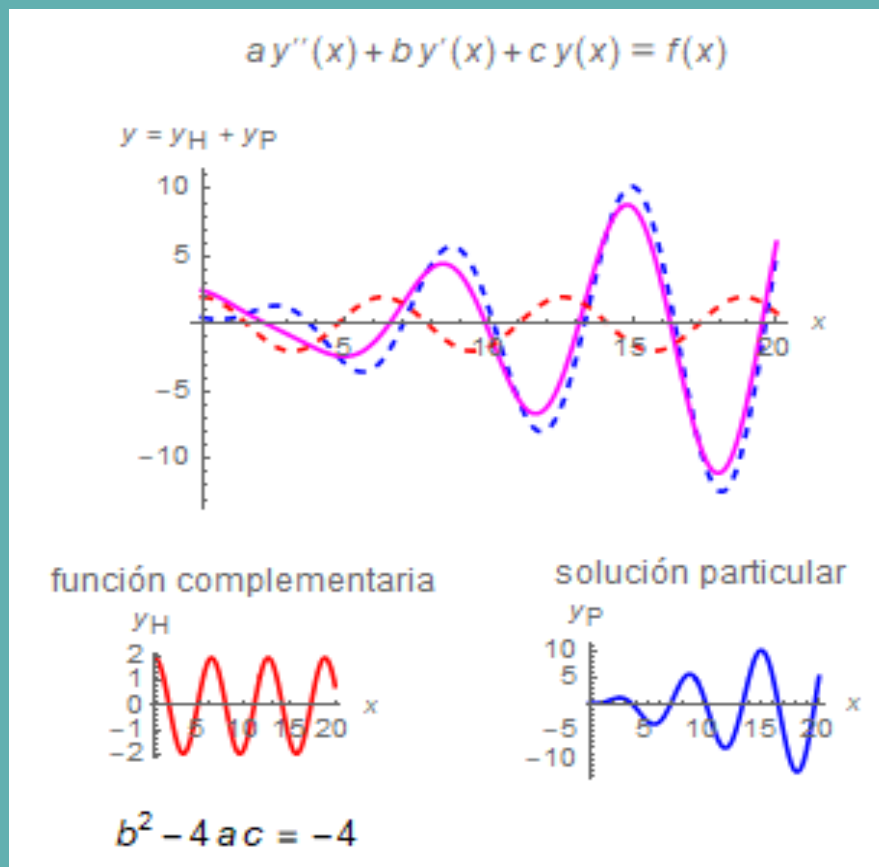 a y′′(x) + b y′(x) + c y(x) = f(x)
y = yH + yP
10
5
−5
−10
5 10 15 20 x
función complementaria
yH
2
1
0
−1
−2
5 10 15 20 x
solución particular
yP
10
5
−5
−10
5 10 15 20 x
b² − 4 a c = −4